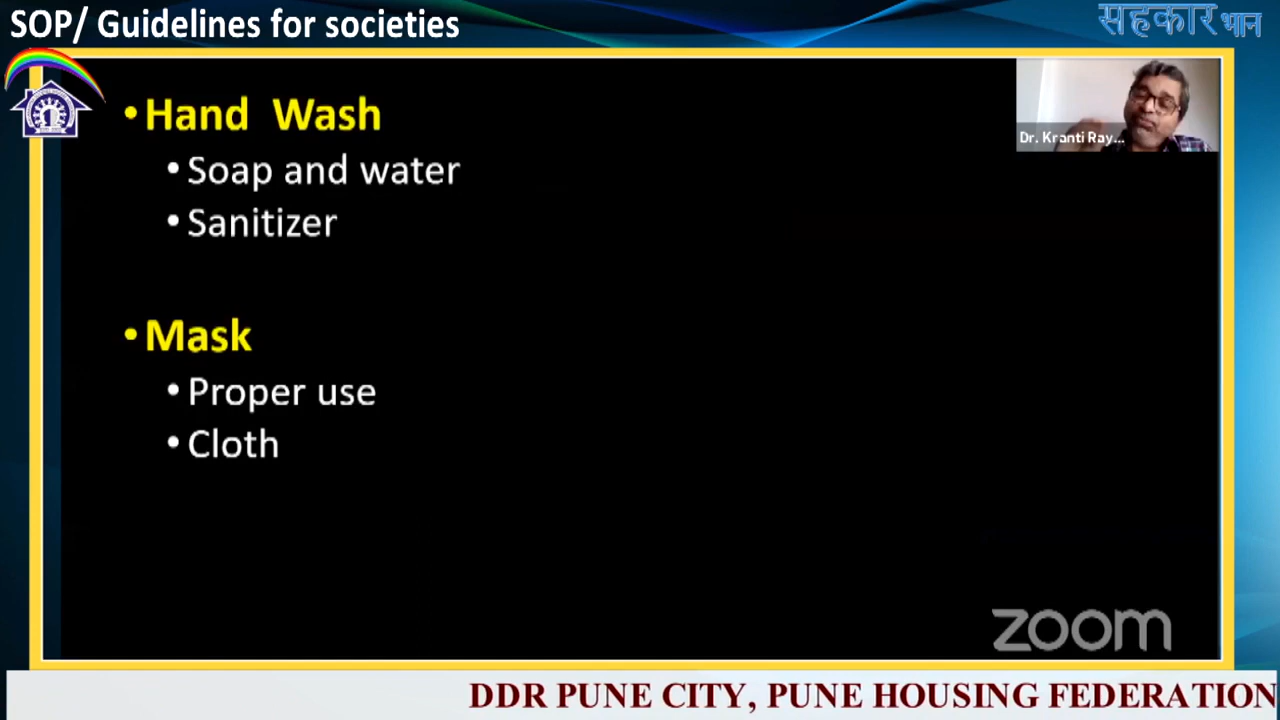 SOP/ Guidelines for societies
सहकार भान
• Hand Wash
• Soap and water
• Sanitizer
Dr. Kranti Ray...
• Mask
• Proper use
• Cloth
zoom
DDR PUNE CITY, PUNE HOUSING FEDERATION